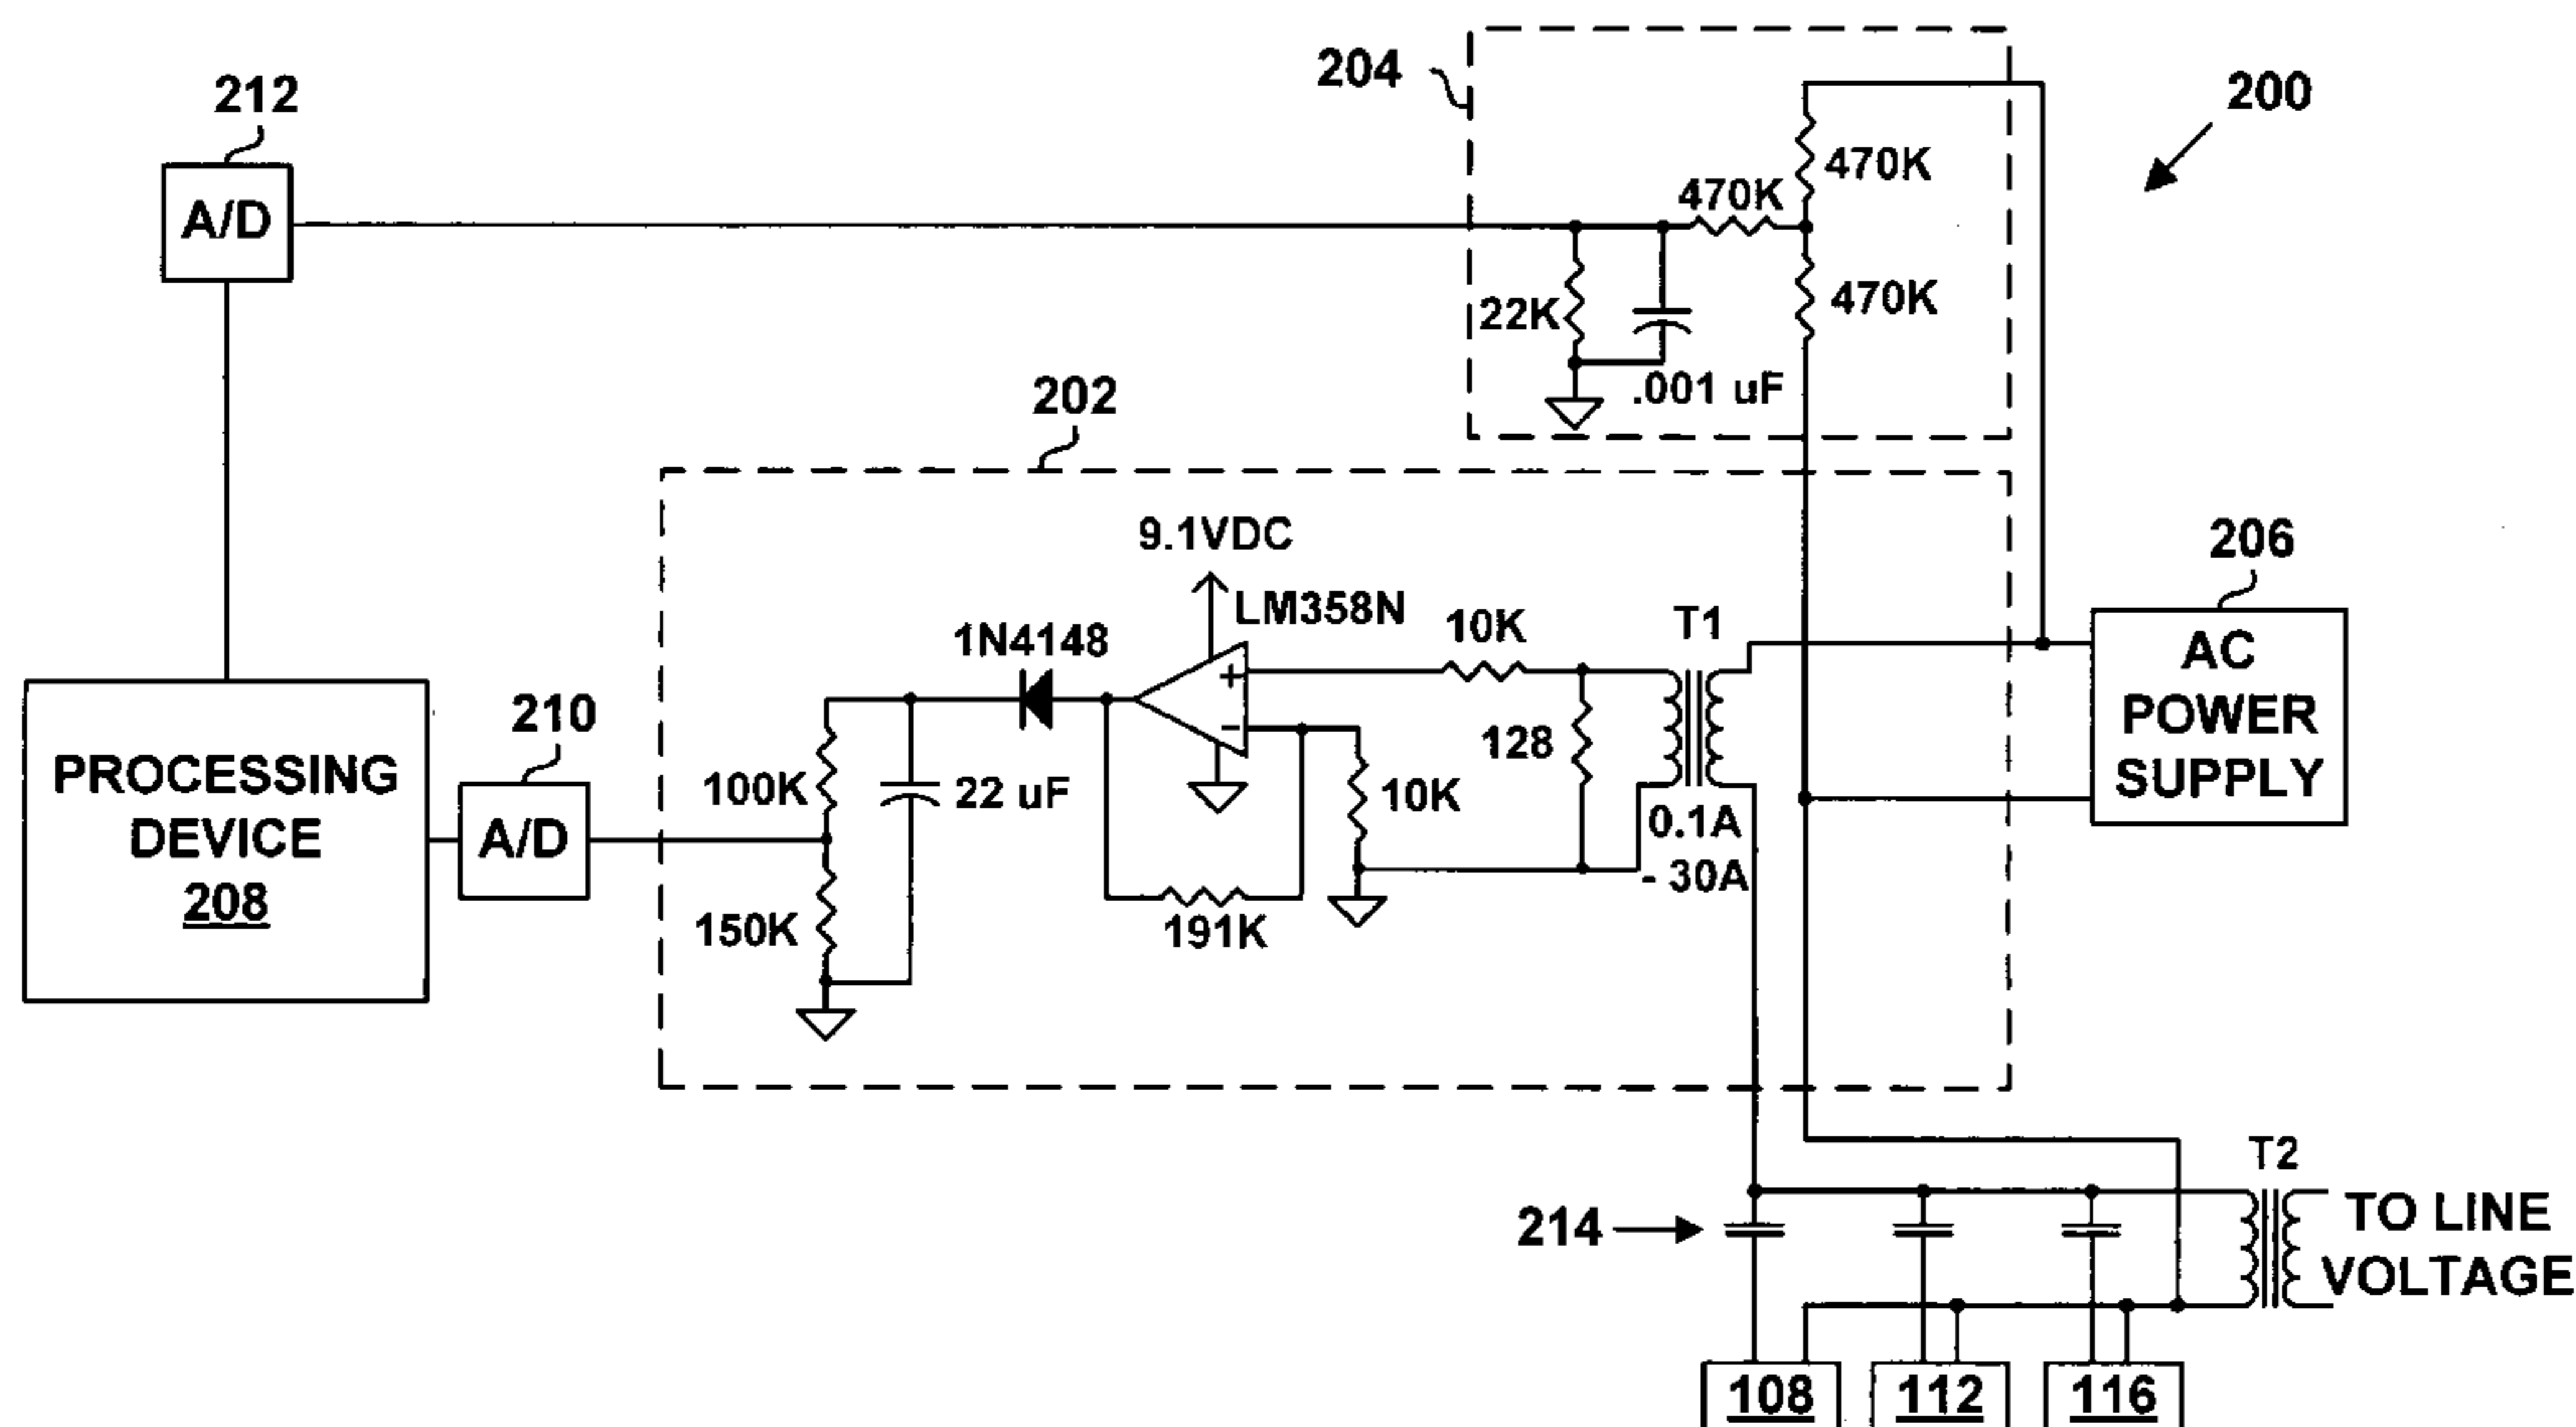 204
200
212
A/D
470K
470K
470K
22K
.001 uF
202
9.1VDC
LM358N
1N4148
10K
T1
206
AC
POWER
SUPPLY
+
−
128
10K
0.1A
- 30A
191K
100K
22 uF
150K
210
A/D
PROCESSING
DEVICE
208
T2
214
TO LINE
VOLTAGE
108
112
116